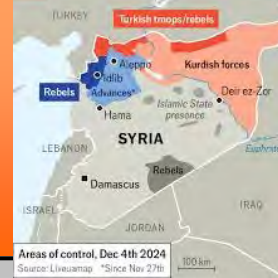 TURKEY
Turkish troops/rebels
Aleppo
Kurdish forces
Idlib
Rebels
Advances*
Deir ez-Zor
Islamic State
presence
Hama
SYRIA
LEBANON
Euphrates
Rebels
Damascus
IRAQ
ISRAEL
JORDAN
Areas of control, Dec 4th 2024
Source: Liveuamap *Since Nov 27th
100 km